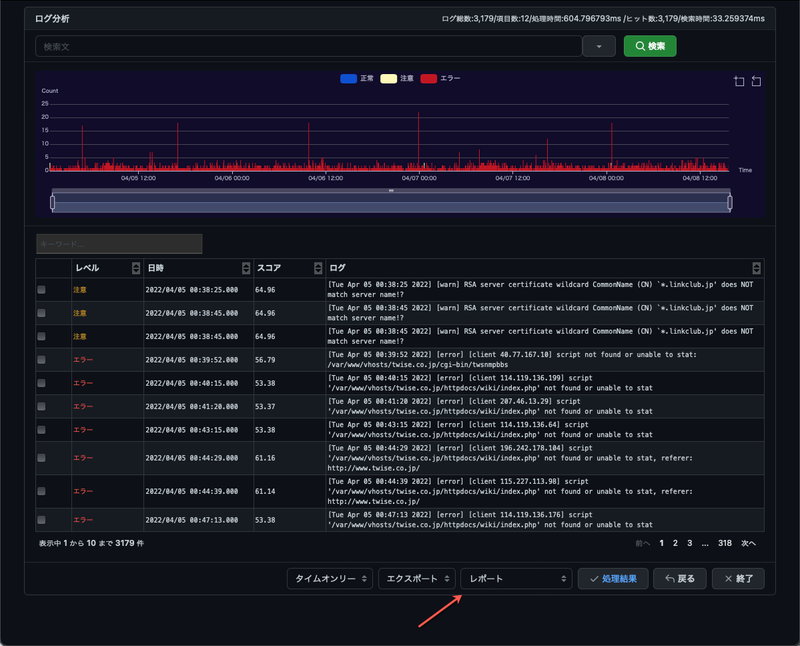 ログ分析
ログ総数:3,179/項目数:12/処理時間:604.796793ms /ヒット数:3,179/検索時間:33.259374ms
検索文
検索
正常 注意 エラー
Count
25
20
15
10
5
0
Time
04/05 12:00 04/06 00:00 04/06 12:00 04/07 00:00 04/07 12:00 04/08 00:00 04/08 12:00
キーワード...
レベル 日時 スコア ログ
注意 2022/04/05 00:38:25.000 64.96 [Tue Apr 05 00:38:25 2022] [warn] RSA server certificate wildcard CommonName (CN) `*.linkclub.jp' does NOT
match server name!?
注意 2022/04/05 00:38:45.000 64.96 [Tue Apr 05 00:38:45 2022] [warn] RSA server certificate wildcard CommonName (CN) `*.linkclub.jp' does NOT
match server name!?
注意 2022/04/05 00:38:45.000 64.96 [Tue Apr 05 00:38:45 2022] [warn] RSA server certificate wildcard CommonName (CN) `*.linkclub.jp' does NOT
match server name!?
エラー 2022/04/05 00:39:52.000 56.79 [Tue Apr 05 00:39:52 2022] [error] [client 40.77.167.10] script not found or unable to stat:
/var/www/vhosts/twise.co.jp/cgi-bin/twsnmpbbs
エラー 2022/04/05 00:40:15.000 53.38 [Tue Apr 05 00:40:15 2022] [error] [client 114.119.136.199] script
'/var/www/vhosts/twise.co.jp/httpdocs/wiki/index.php' not found or unable to stat
エラー 2022/04/05 00:41:20.000 53.37 [Tue Apr 05 00:41:20 2022] [error] [client 207.46.13.29] script
'/var/www/vhosts/twise.co.jp/httpdocs/wiki/index.php' not found or unable to stat
エラー 2022/04/05 00:43:15.000 53.38 [Tue Apr 05 00:43:15 2022] [error] [client 114.119.136.64] script
'/var/www/vhosts/twise.co.jp/httpdocs/wiki/index.php' not found or unable to stat
エラー 2022/04/05 00:44:29.000 61.16 [Tue Apr 05 00:44:29 2022] [error] [client 196.242.178.104] script
'/var/www/vhosts/twise.co.jp/httpdocs/wiki/index.php' not found or unable to stat, referer:
http://www.twise.co.jp/
エラー 2022/04/05 00:44:39.000 61.14 [Tue Apr 05 00:44:39 2022] [error] [client 115.227.113.98] script
'/var/www/vhosts/twise.co.jp/httpdocs/wiki/index.php' not found or unable to stat, referer:
http://www.twise.co.jp/
エラー 2022/04/05 00:47:13.000 53.38 [Tue Apr 05 00:47:13 2022] [error] [client 114.119.136.176] script
'/var/www/vhosts/twise.co.jp/httpdocs/wiki/index.php' not found or unable to stat
表示中 1 から 10 まで 3179 件
前へ 1 2 3 ... 318 次へ
タイムオンリー エクスポート レポート 処理結果 戻る 終了